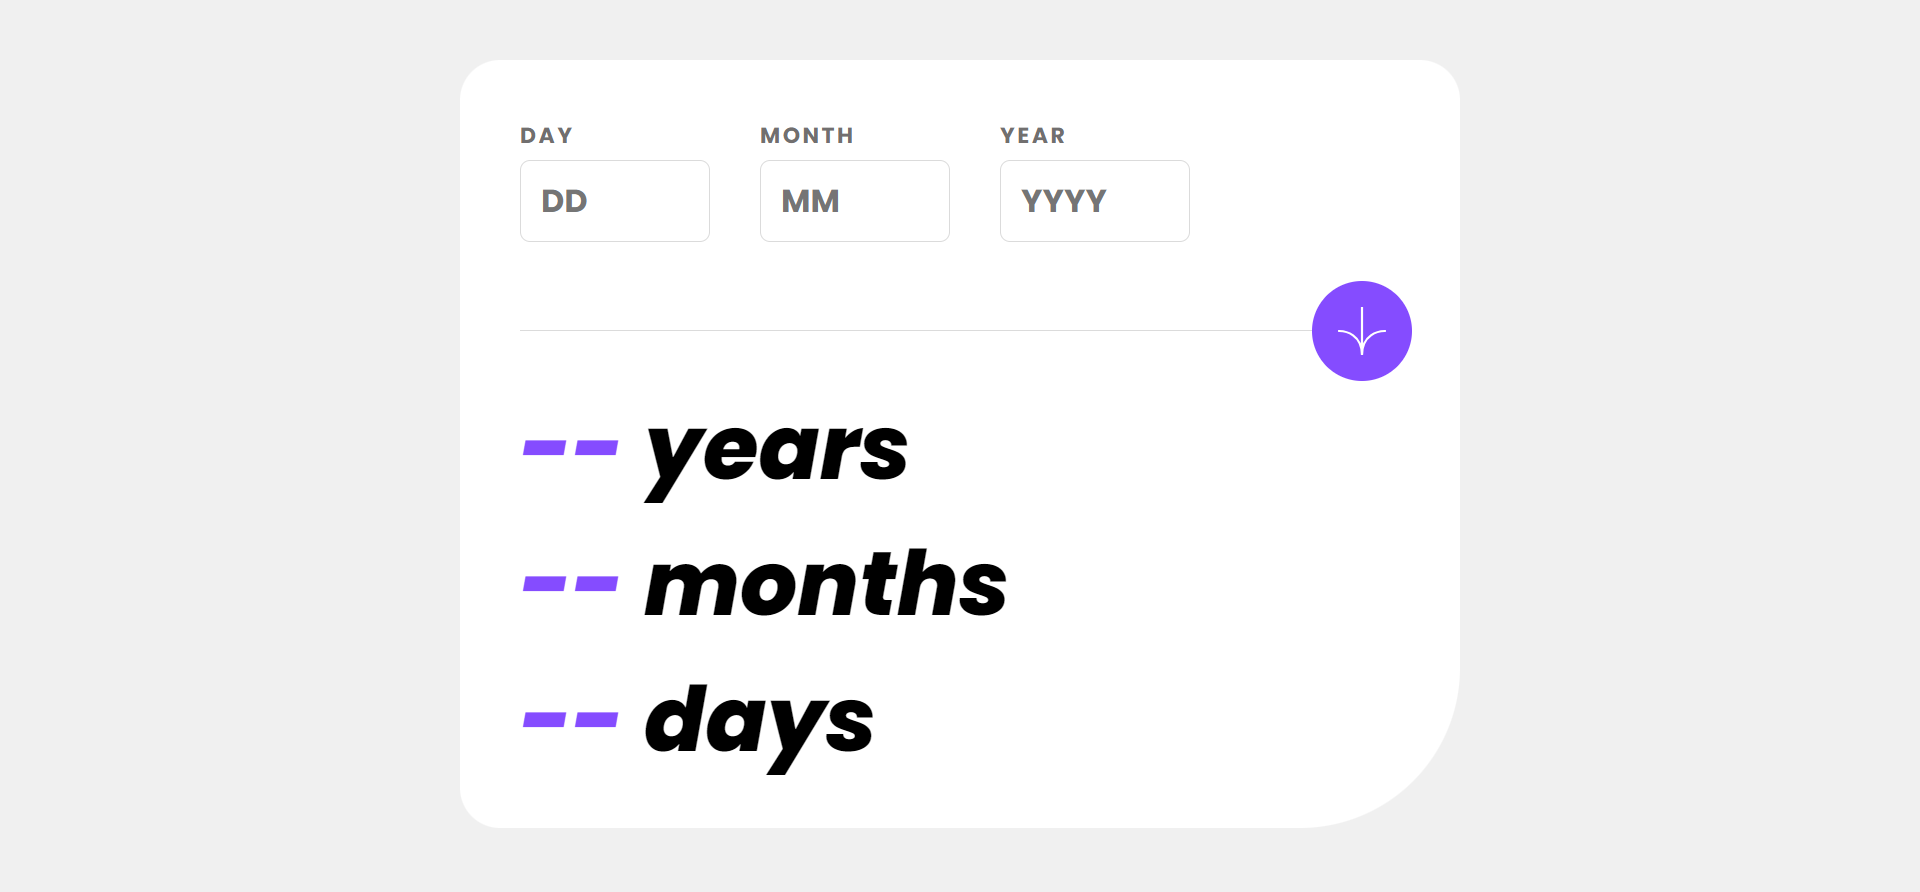 DAY MONTH YEAR
DD MM YYYY
-- years
-- months
-- days